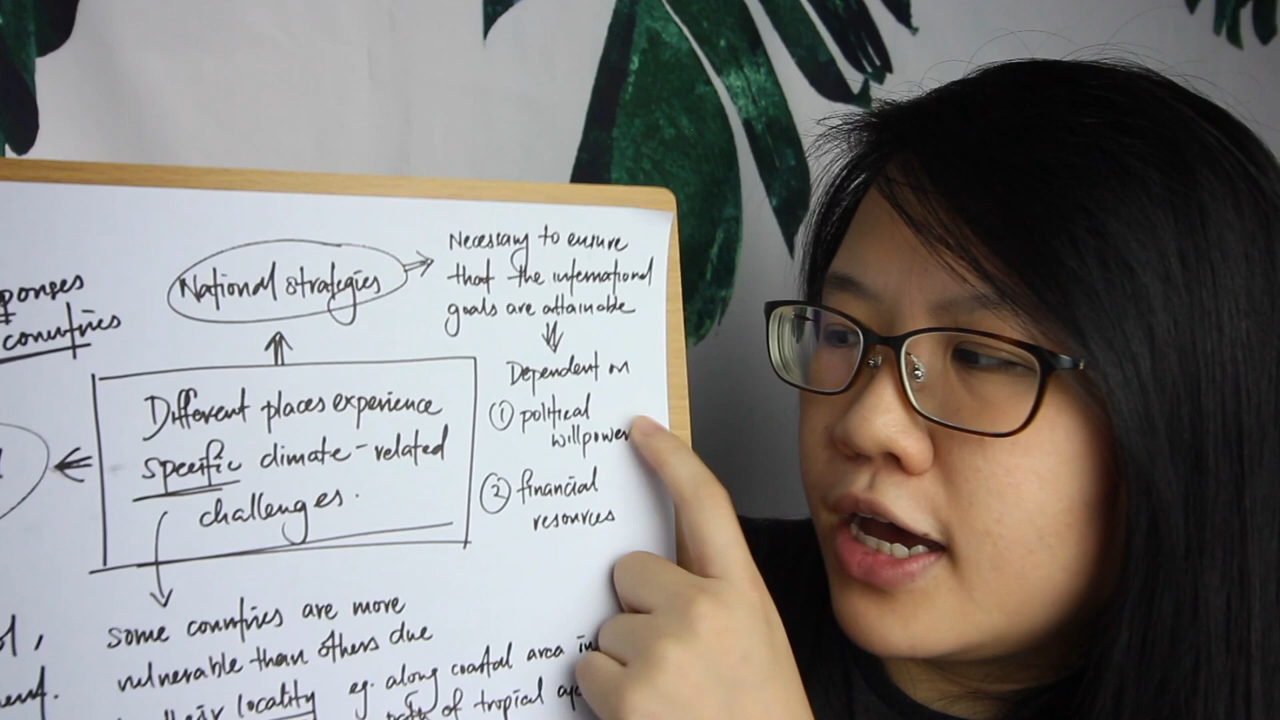 ponses
countries
National strategies
Necessary to ensure
that the international
goals are attainable
Dependent on
① political
willpower
② financial
resources
Different places experience
specific climate-related
challenges.
some countries are more
vulnerable than others due
locality eg. along coastal area in
of tropical